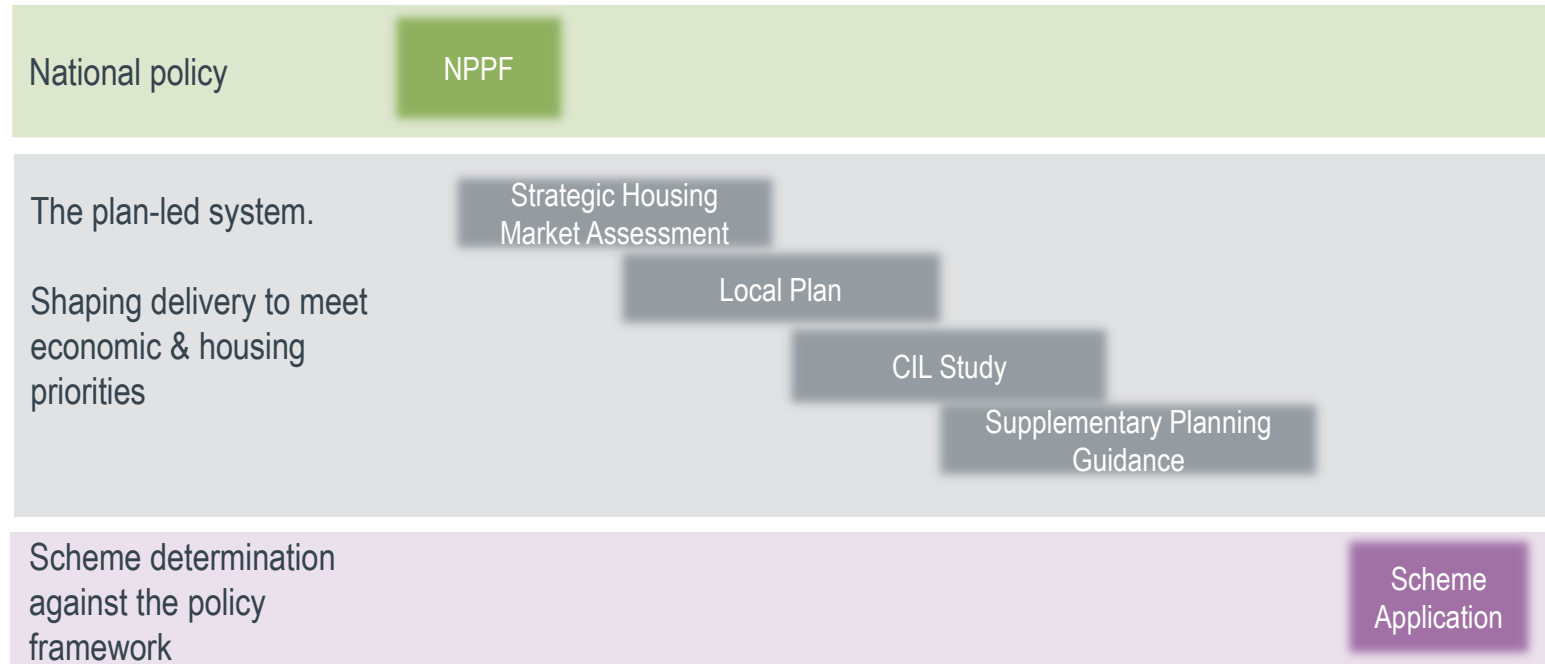 National policy
NPPF
The plan-led system.
Shaping delivery to meet
economic & housing
priorities
Strategic Housing
Market Assessment
Local Plan
CIL Study
Supplementary Planning
Guidance
Scheme determination
against the policy
framework
Scheme
Application